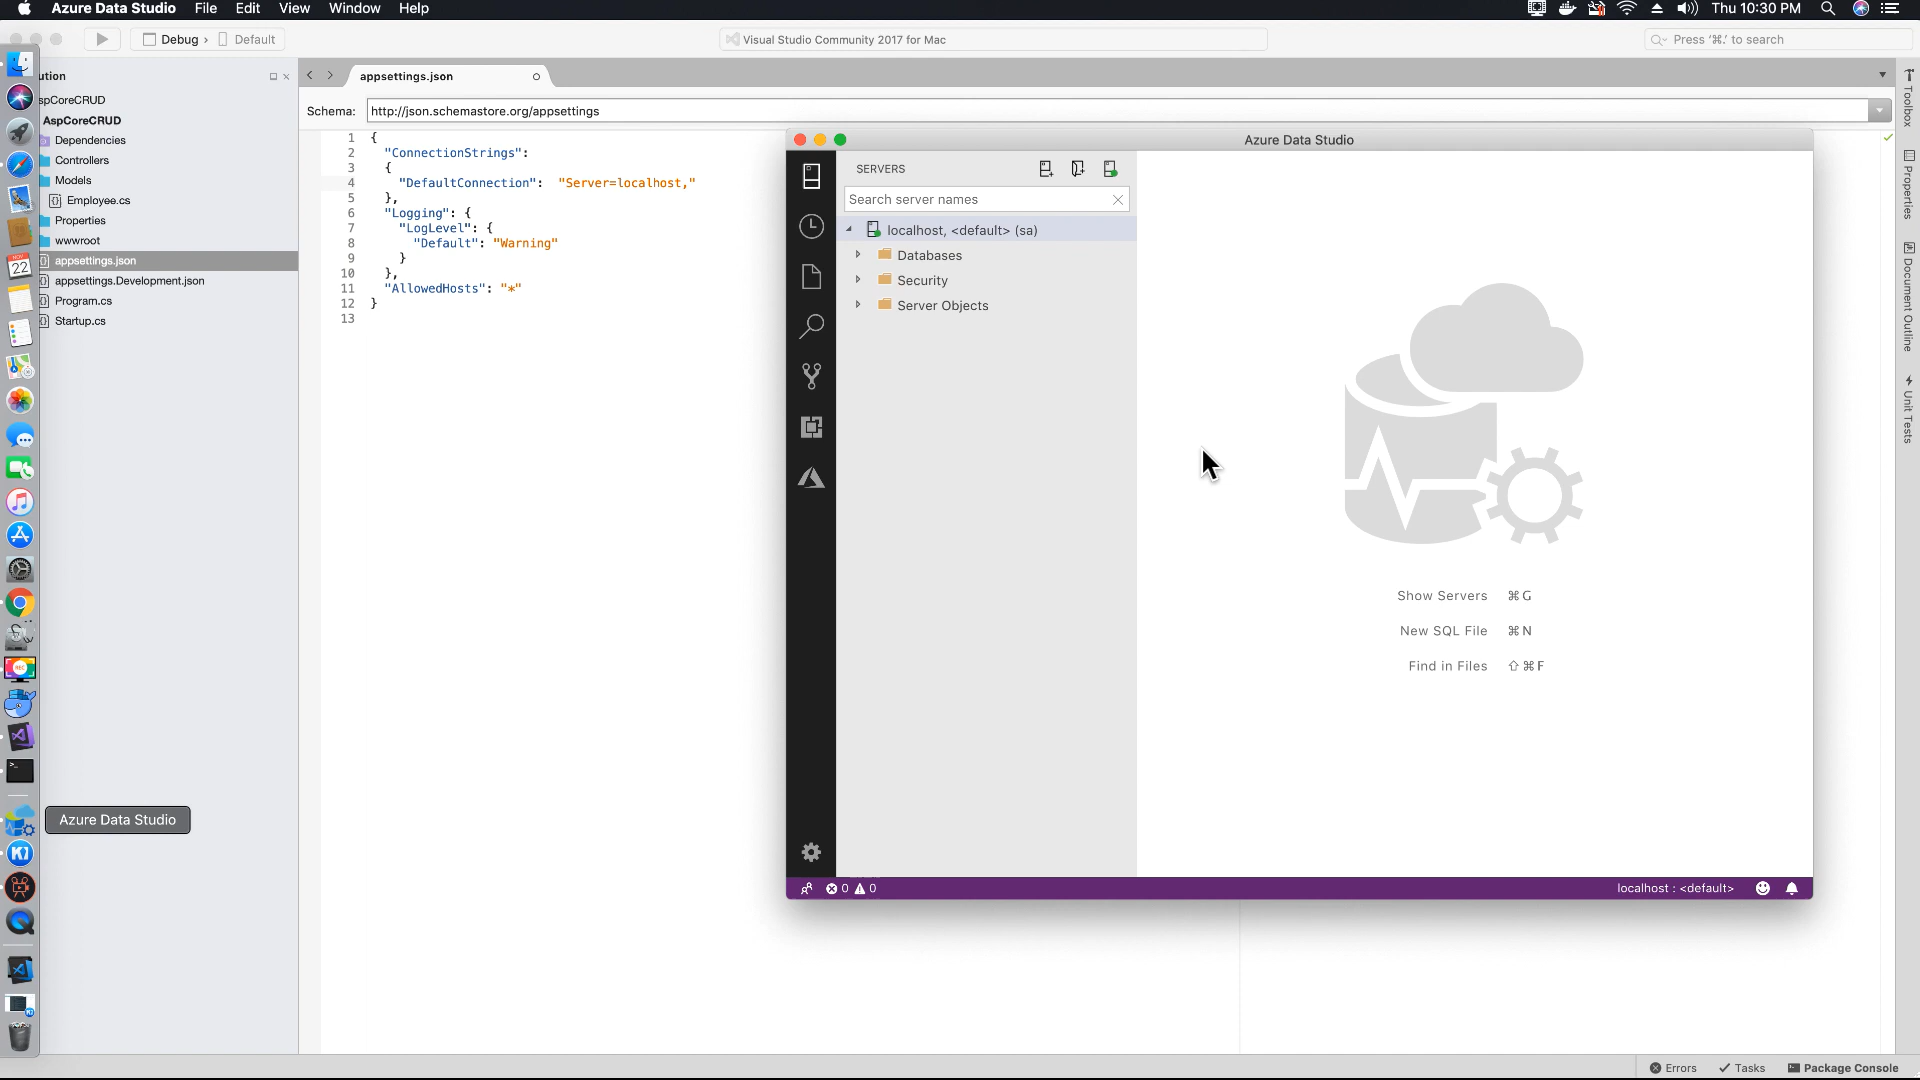 Azure Data Studio File Edit View Window Help
Thu 10:30 PM
Debug › Default
Visual Studio Community 2017 for Mac
Press '⌘.' to search
ution
appsettings.json
Toolbox
Properties
Document Outline
Unit Tests
spCoreCRUD
AspCoreCRUD
Dependencies
Controllers
Models
Employee.cs
Properties
wwwroot
appsettings.json
appsettings.Development.json
Program.cs
Startup.cs
NOV
22
REC
Azure Data Studio
Schema: http://json.schemastore.org/appsettings
1 {
2 "ConnectionStrings":
3 {
4 "DefaultConnection": "Server=localhost,"
5 },
6 "Logging": {
7 "LogLevel": {
8 "Default": "Warning"
9 }
10 },
11 "AllowedHosts": "*"
12 }
13
Azure Data Studio
SERVERS
Search server names
localhost, <default> (sa)
Databases
Security
Server Objects
Show Servers ⌘G
New SQL File ⌘N
Find in Files ⇧⌘F
0 0
localhost : <default>
Errors Tasks Package Console